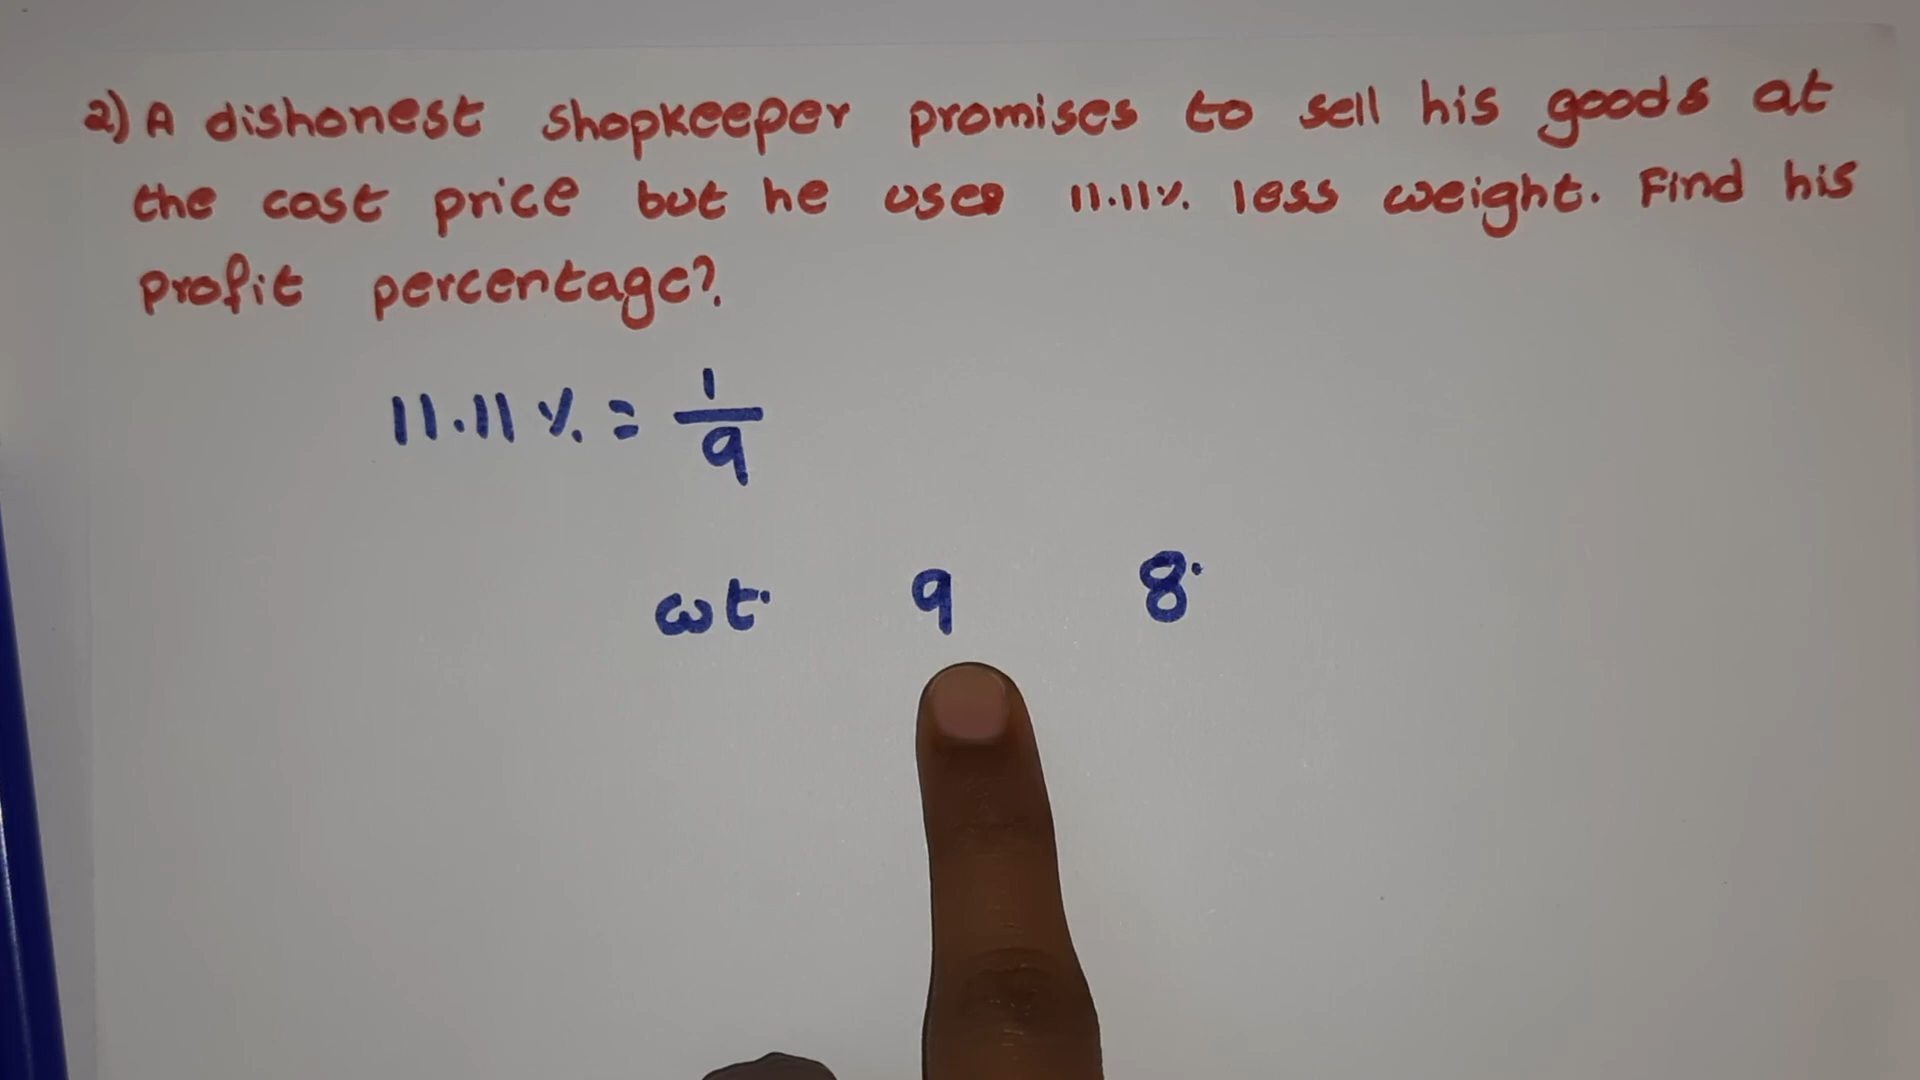 2) A dishonest shopkeeper promises to sell his goods at
the cost price but he uses 11.11%. less weight. Find his
profit percentage?
11.11%. = 1/9
wt. 9 8.